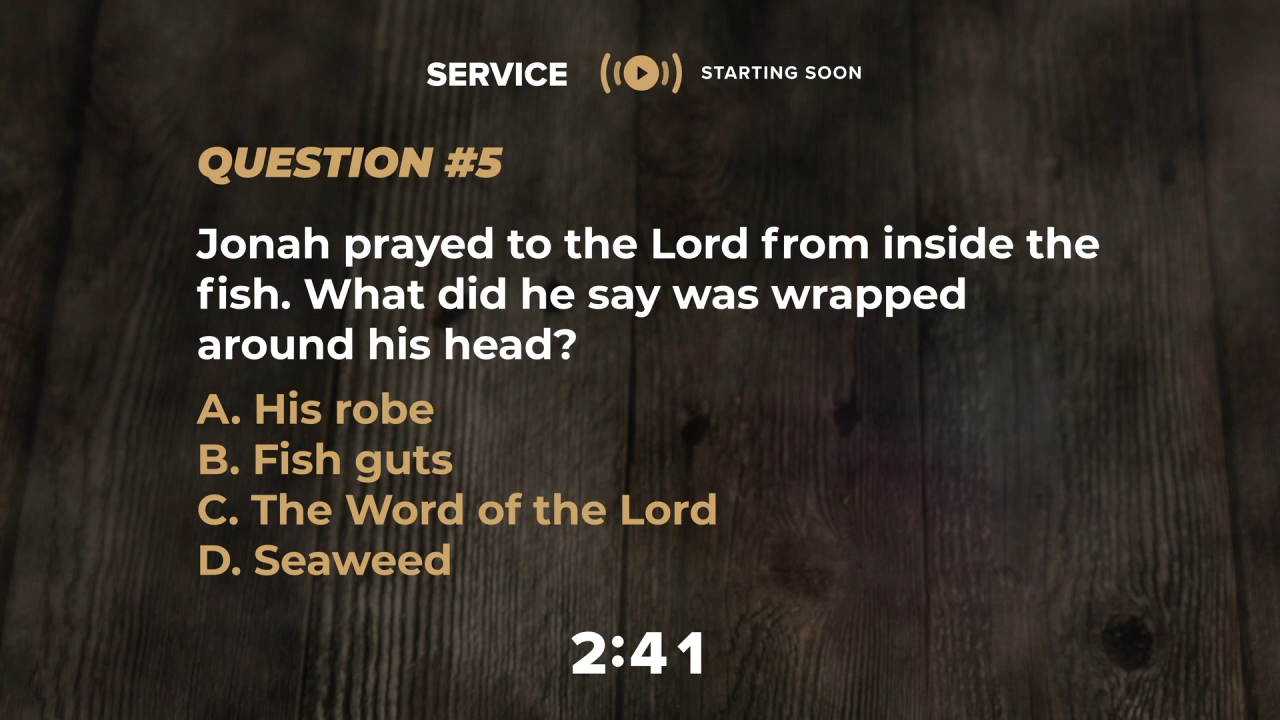 SERVICE STARTING SOON
QUESTION #5
Jonah prayed to the Lord from inside the
fish. What did he say was wrapped
around his head?
A. His robe
B. Fish guts
C. The Word of the Lord
D. Seaweed
2:41